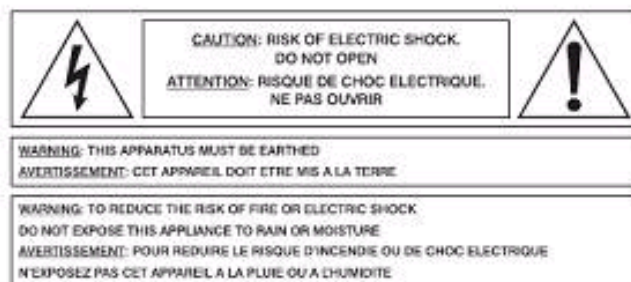 CAUTION: RISK OF ELECTRIC SHOCK.
DO NOT OPEN
ATTENTION: RISQUE DE CHOC ELECTRIQUE.
NE PAS OUVRIR
WARNING: THIS APPARATUS MUST BE EARTHED
AVERTISSEMENT: CET APPAREIL DOIT ETRE MIS A LA TERRE
WARNING: TO REDUCE THE RISK OF FIRE OR ELECTRIC SHOCK
DO NOT EXPOSE THIS APPLIANCE TO RAIN OR MOISTURE
AVERTISSEMENT: POUR REDUIRE LE RISQUE D'INCENDIE OU DE CHOC ELECTRIQUE
N'EXPOSEZ PAS CET APPAREIL A LA PLUIE OU A L'HUMIDITE